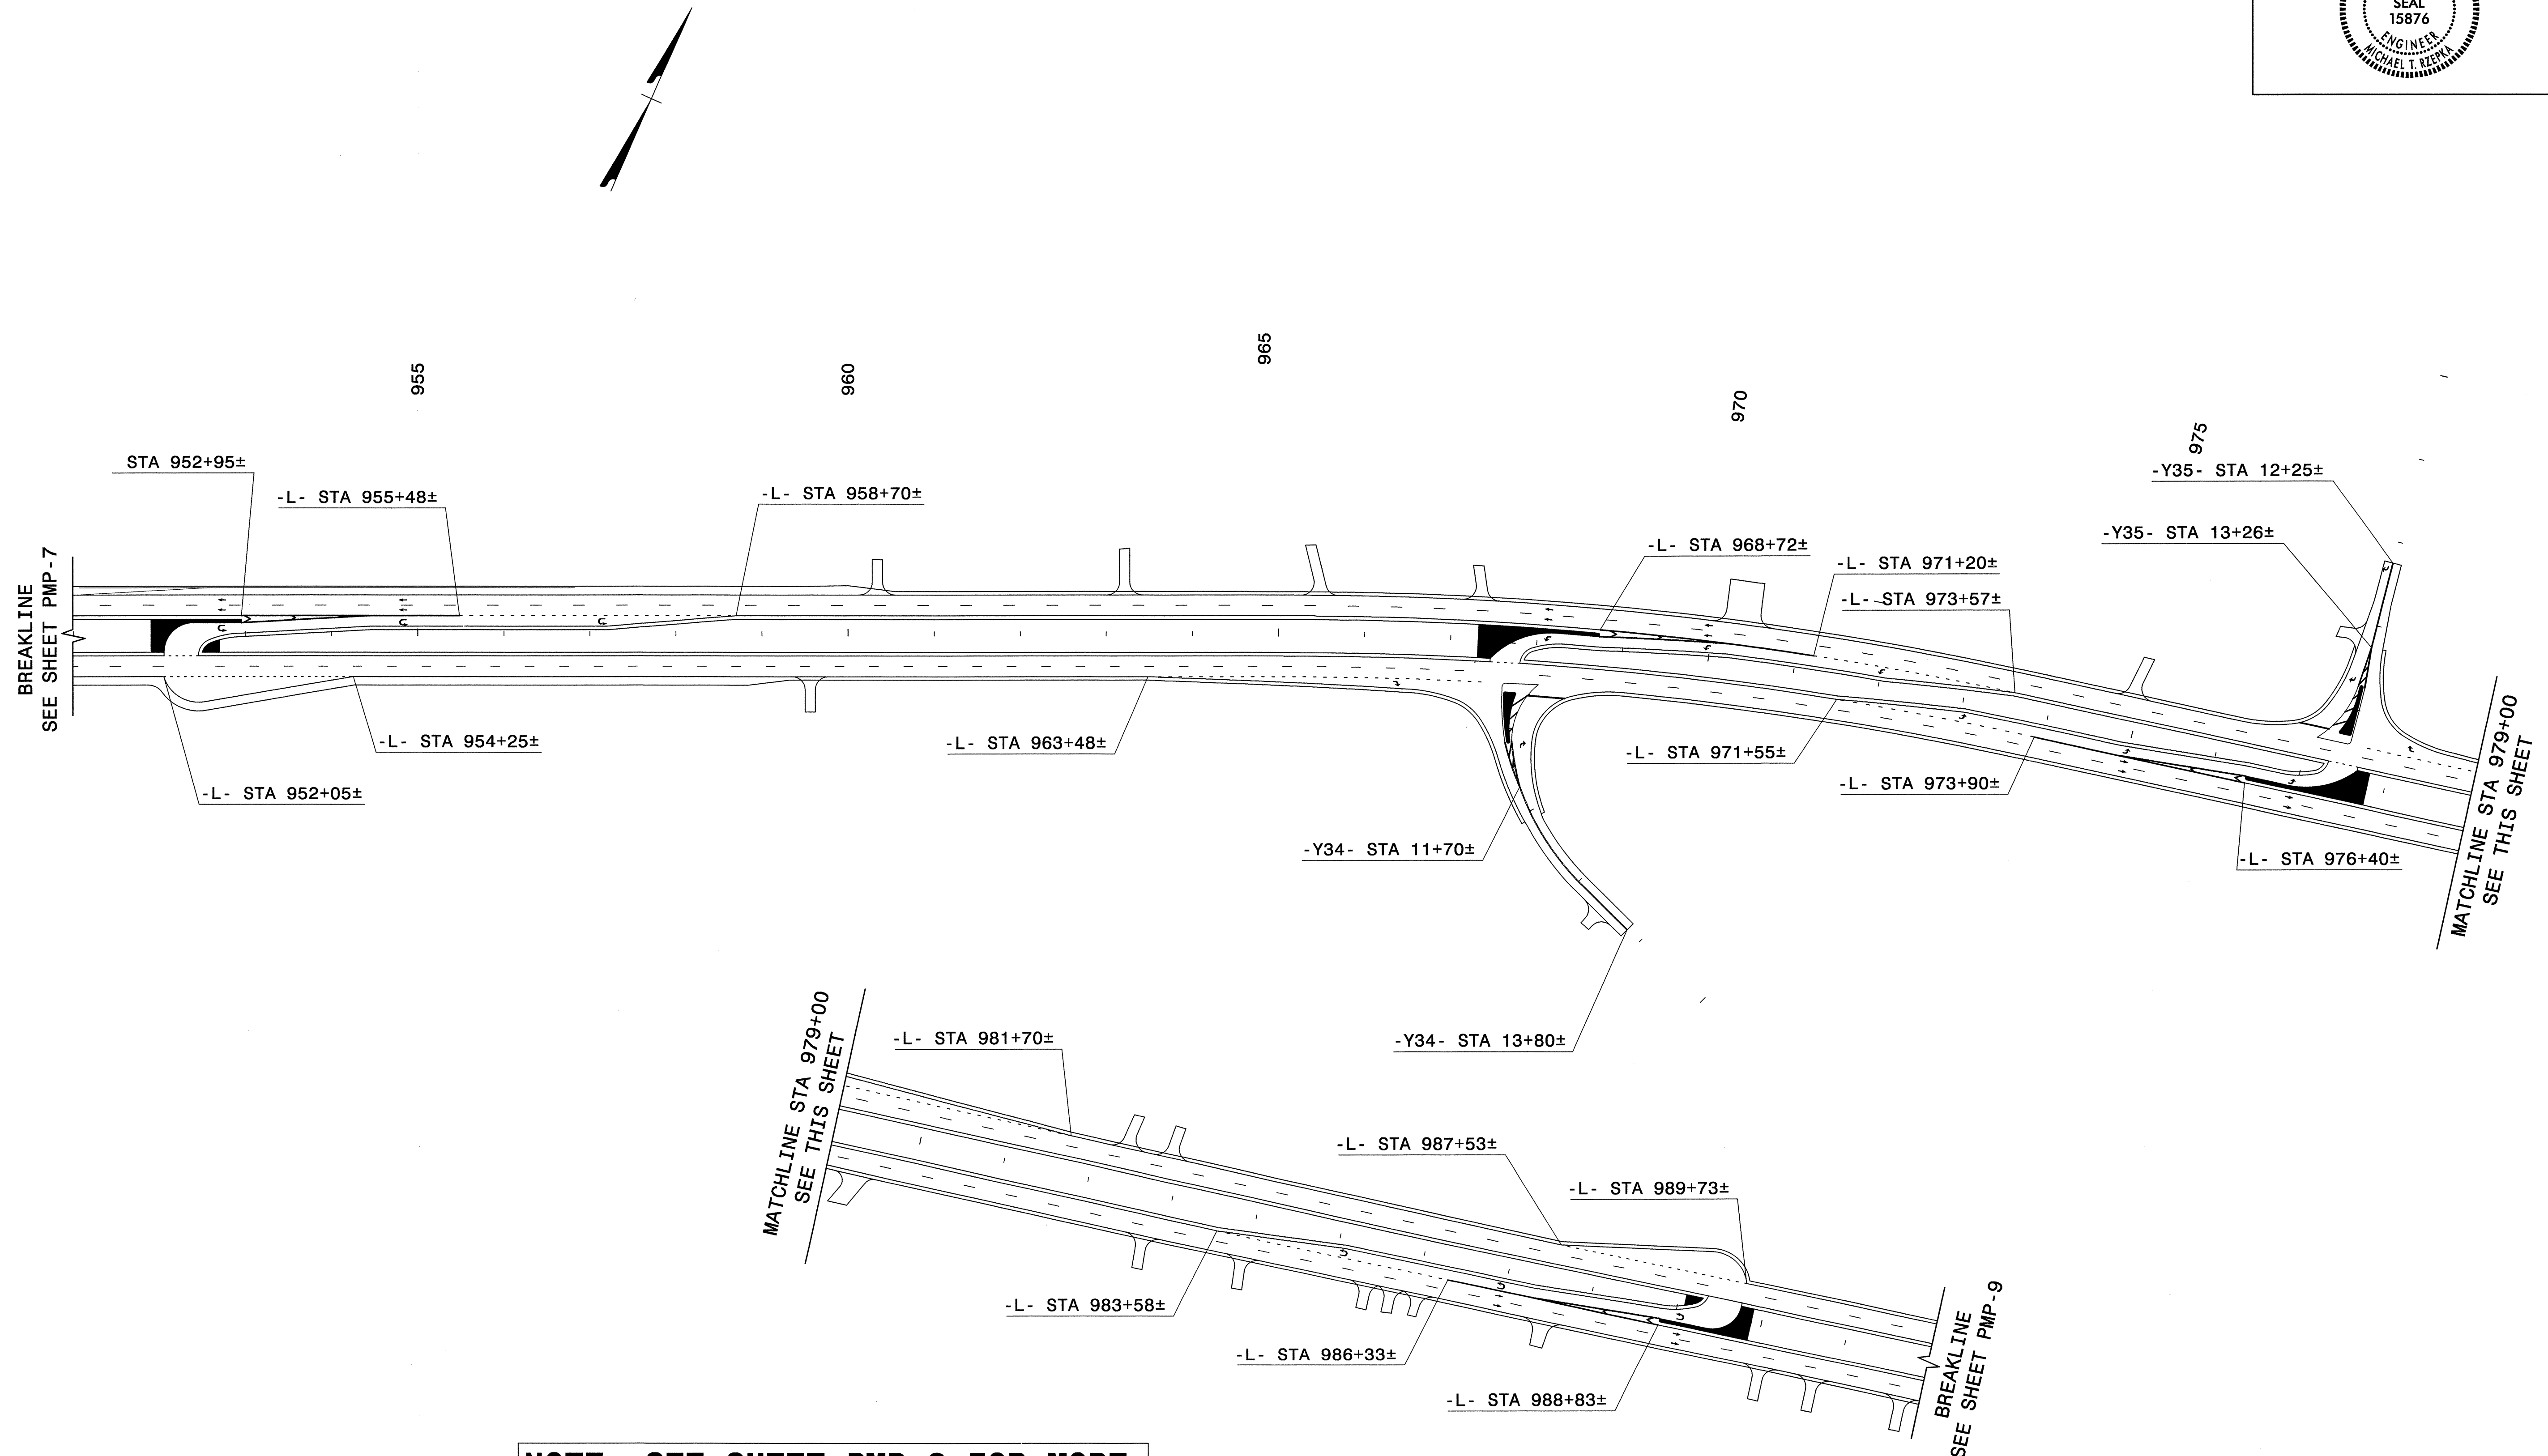 SEAL
15876
ENGINEER
MICHAEL T. RZEPKA
955
960
965
970
975
STA 952+95±
-L- STA 955+48±
-L- STA 958+70±
-L- STA 968+72±
-L- STA 971+20±
-L- STA 973+57±
-Y35- STA 12+25±
-Y35- STA 13+26±
BREAKLINE
SEE SHEET PMP-7
-L- STA 954+25±
-L- STA 952+05±
-L- STA 963+48±
-L- STA 971+55±
-L- STA 973+90±
-Y34- STA 11+70±
-L- STA 976+40±
MATCHLINE STA 979+00
SEE THIS SHEET
-Y34- STA 13+80±
MATCHLINE STA 979+00
SEE THIS SHEET
-L- STA 981+70±
-L- STA 987+53±
-L- STA 989+73±
-L- STA 983+58±
-L- STA 986+33±
-L- STA 988+83±
BREAKLINE
SEE SHEET PMP-9